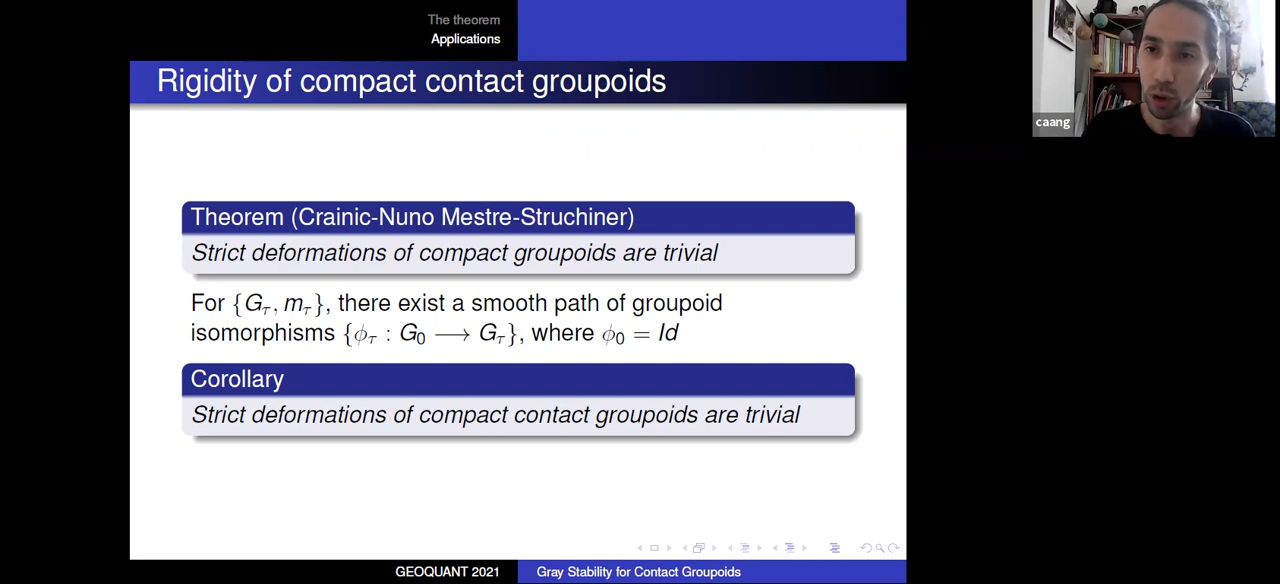 The theorem
Applications
Rigidity of compact contact groupoids
Theorem (Crainic-Nuno Mestre-Struchiner)
Strict deformations of compact groupoids are trivial
For {G_τ, m_τ}, there exist a smooth path of groupoid
isomorphisms {ϕ_τ : G_0 ⟶ G_τ}, where ϕ_0 = Id
Corollary
Strict deformations of compact contact groupoids are trivial
GEOQUANT 2021
Gray Stability for Contact Groupoids
caang